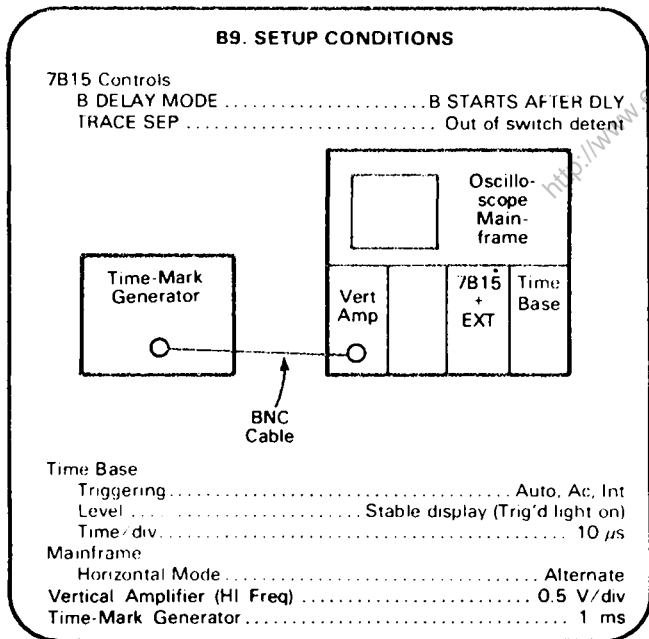 B9. SETUP CONDITIONS
7B15 Controls
B DELAY MODE ...................... B STARTS AFTER DLY
TRACE SEP ........................... Out of switch detent
http://www.
Oscillo-
scope
Main-
frame
Time-Mark
Generator
Vert
Amp
7B15
+
EXT
Time
Base
BNC
Cable
Time Base
Triggering ................................ Auto, Ac, Int
Level ..................... Stable display (Trig'd light on)
Time/div ...................................... 10 µs
Mainframe
Horizontal Mode ............................ Alternate
Vertical Amplifier (HI Freq) ...................... 0.5 V/div
Time-Mark Generator ............................ 1 ms